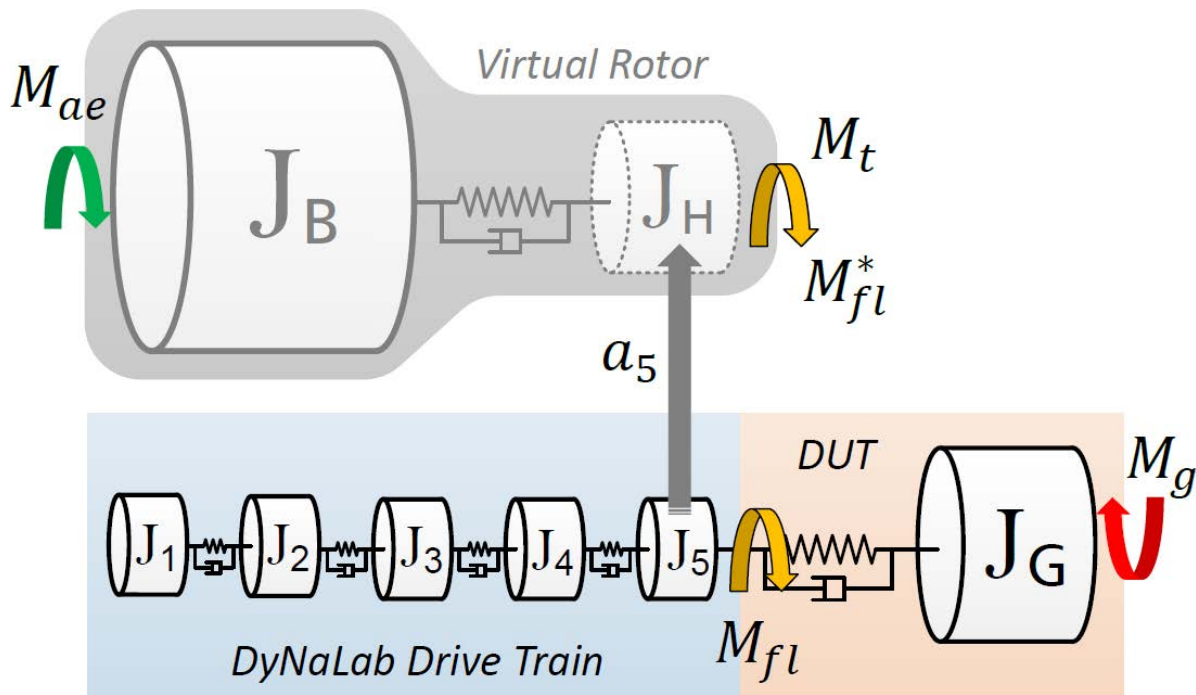 Virtual Rotor
M_ae
J_B
J_H
M_t
M_fl^*
a_5
DUT
M_g
J_1
J_2
J_3
J_4
J_5
J_G
M_fl
DyNaLab Drive Train